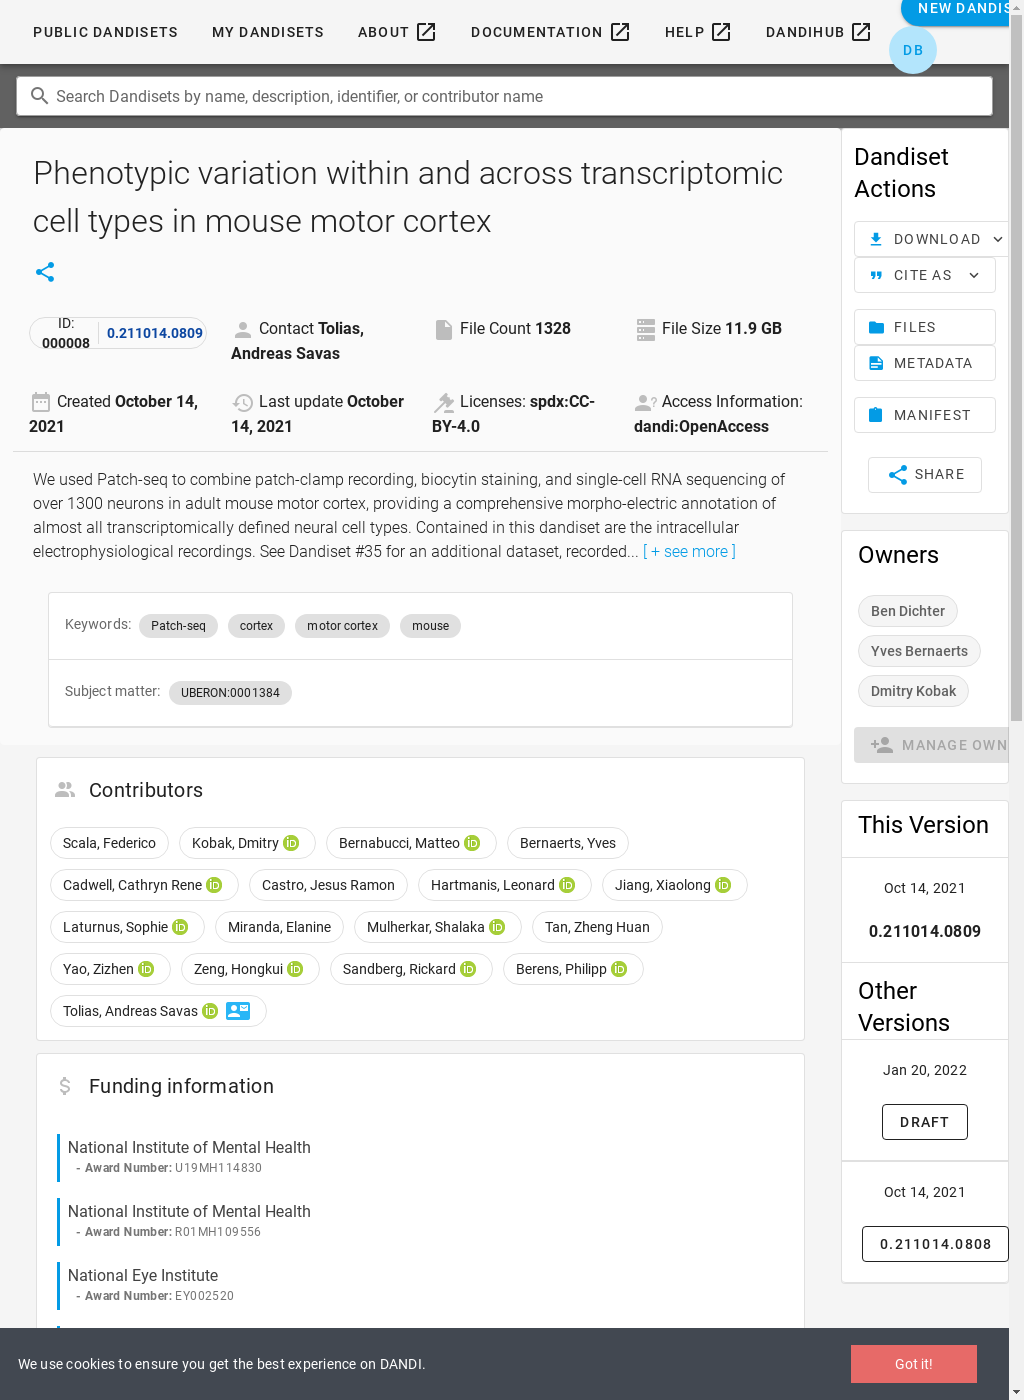 NEW DANDIS
PUBLIC DANDISETS MY DANDISETS ABOUT DOCUMENTATION HELP DANDIHUB
DB
Search Dandisets by name, description, identifier, or contributor name
Phenotypic variation within and across transcriptomic
cell types in mouse motor cortex
ID:
000008
0.211014.0809
Contact Tolias,
Andreas Savas
File Count 1328
File Size 11.9 GB
Created October 14,
2021
Last update October
14, 2021
Licenses: spdx:CC-
BY-4.0
Access Information:
dandi:OpenAccess
We used Patch-seq to combine patch-clamp recording, biocytin staining, and single-cell RNA sequencing of
over 1300 neurons in adult mouse motor cortex, providing a comprehensive morpho-electric annotation of
almost all transcriptomically defined neural cell types. Contained in this dandiset are the intracellular
electrophysiological recordings. See Dandiset #35 for an additional dataset, recorded... [ + see more ]
Keywords: Patch-seq cortex motor cortex mouse
Subject matter: UBERON:0001384
Contributors
Scala, Federico Kobak, Dmitry iD Bernabucci, Matteo iD Bernaerts, Yves
Cadwell, Cathryn Rene iD Castro, Jesus Ramon Hartmanis, Leonard iD Jiang, Xiaolong iD
Laturnus, Sophie iD Miranda, Elanine Mulherkar, Shalaka iD Tan, Zheng Huan
Yao, Zizhen iD Zeng, Hongkui iD Sandberg, Rickard iD Berens, Philipp iD
Tolias, Andreas Savas iD
Funding information
National Institute of Mental Health
- Award Number: U19MH114830
National Institute of Mental Health
- Award Number: R01MH109556
National Eye Institute
- Award Number: EY002520
Dandiset
Actions
DOWNLOAD
CITE AS
FILES
METADATA
MANIFEST
SHARE
Owners
Ben Dichter
Yves Bernaerts
Dmitry Kobak
MANAGE OWN
This Version
Oct 14, 2021
0.211014.0809
Other
Versions
Jan 20, 2022
DRAFT
Oct 14, 2021
0.211014.0808
We use cookies to ensure you get the best experience on DANDI.
Got it!